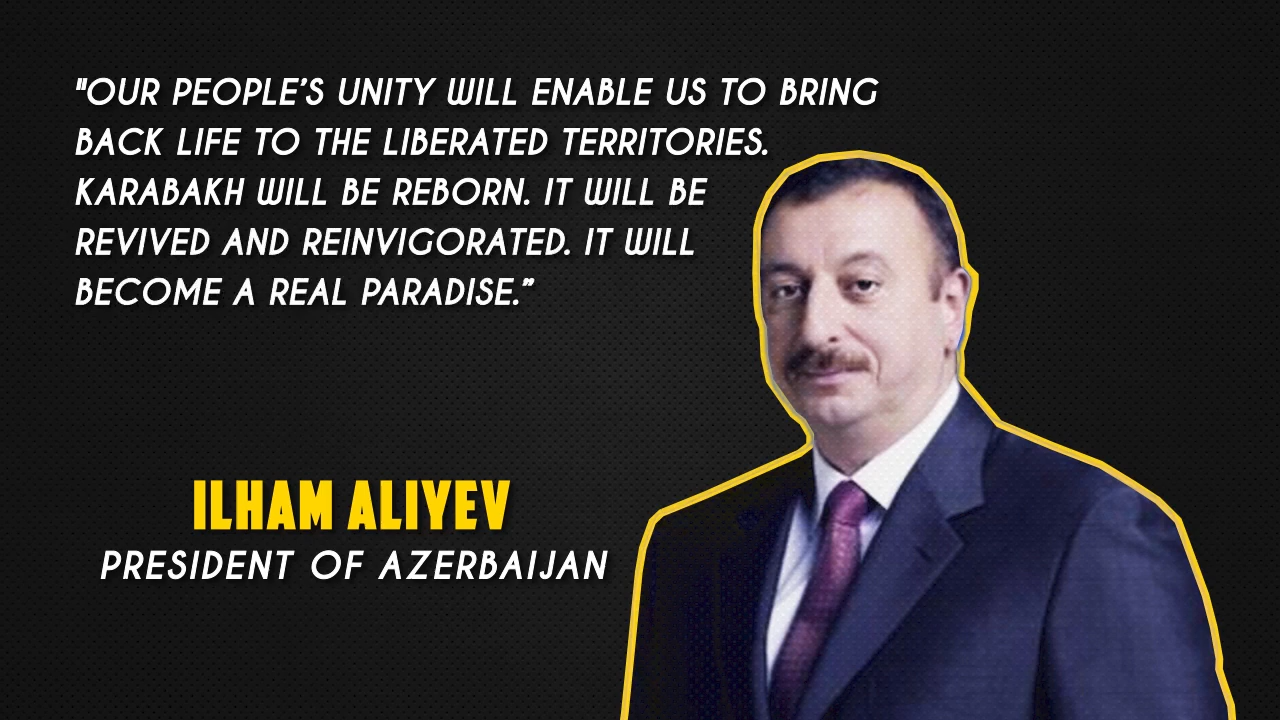 "OUR PEOPLE'S UNITY WILL ENABLE US TO BRING
BACK LIFE TO THE LIBERATED TERRITORIES.
KARABAKH WILL BE REBORN. IT WILL BE
REVIVED AND REINVIGORATED. IT WILL
BECOME A REAL PARADISE."
ILHAM ALIYEV
PRESIDENT OF AZERBAIJAN